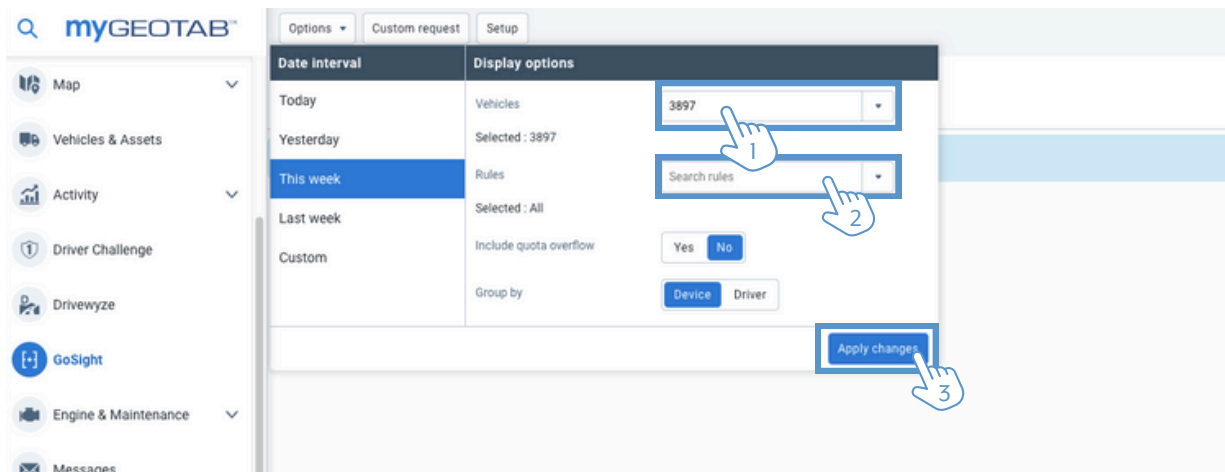 myGEOTAB™
Map
Vehicles & Assets
Activity
Driver Challenge
Drivewyze
GoSight
Engine & Maintenance
Messages
Options
Custom request
Setup
Date interval
Today
Yesterday
This week
Last week
Custom
Display options
Vehicles
3897
Selected : 3897
Rules
Search rules
Selected : All
Include quota overflow
Yes
No
Group by
Device
Driver
Apply changes
1
2
3